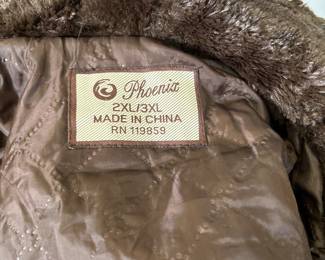 Phoenix
2XL/3XL
MADE IN CHINA
RN 119859